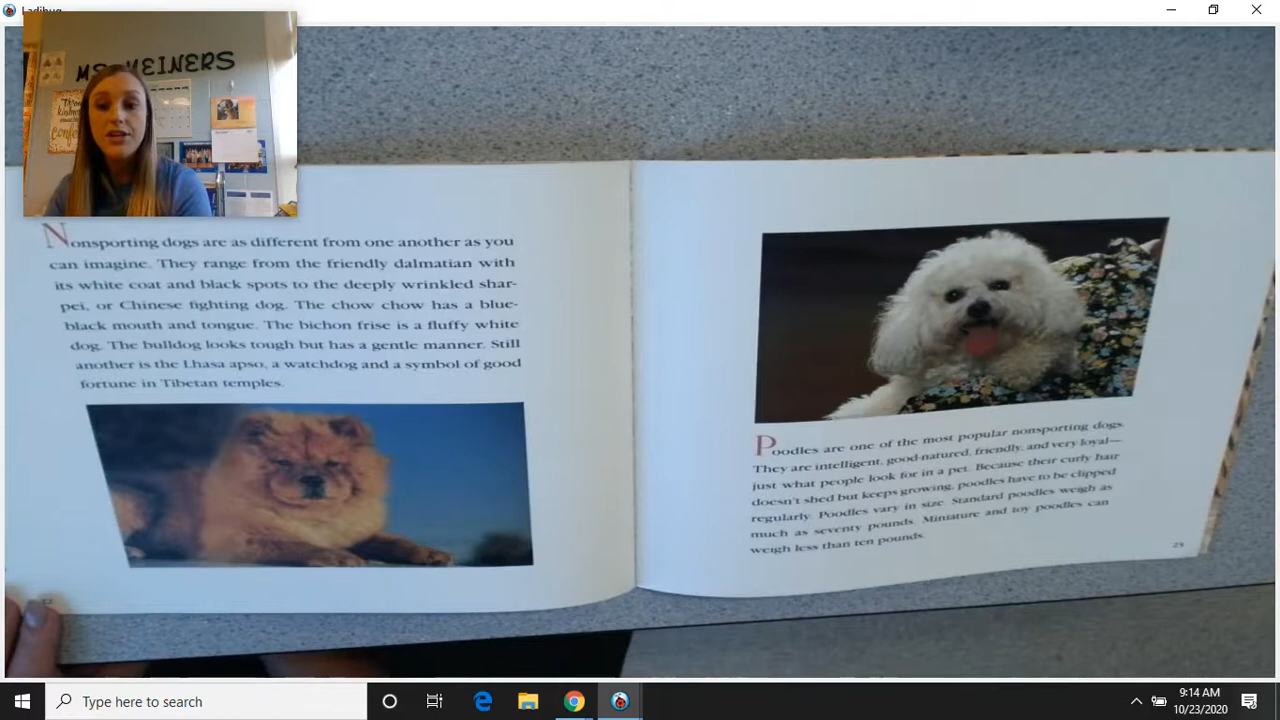 Ladibug
MS. MEINERS
Nonsporting dogs are as different from one another as you
can imagine. They range from the friendly dalmatian with
its white coat and black spots to the deeply wrinkled shar-
pei, or Chinese fighting dog. The chow chow has a blue-
black mouth and tongue. The bichon frise is a fluffy white
dog. The bulldog looks tough but has a gentle manner. Still
another is the Lhasa apso, a watchdog and a symbol of good
fortune in Tibetan temples.
Poodles are one of the most popular nonsporting dogs.
They are intelligent, good-natured, friendly, and very loyal—
just what people look for in a pet. Because their curly hair
doesn't shed but keeps growing, poodles have to be clipped
regularly. Poodles vary in size. Standard poodles weigh as
much as seventy pounds. Miniature and toy poodles can
weigh less than ten pounds.
Type here to search
9:14 AM
10/23/2020